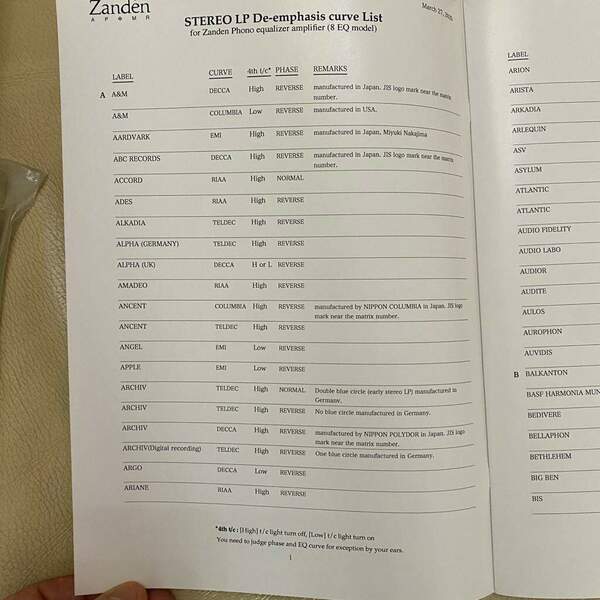 Zanden
A P Φ M R
March 27, 2020
STEREO LP De-emphasis curve List
for Zanden Phono equalizer amplifier (8 EQ model)
LABEL CURVE 4th t/c* PHASE REMARKS
A A&M DECCA High REVERSE manufactured in Japan. JIS logo mark near the matrix
number.
A&M COLUMBIA Low REVERSE manufactured in USA.
AARDVARK EMI High REVERSE manufactured in Japan, Miyuki Nakajima
ABC RECORDS DECCA High REVERSE manufactured in Japan. JIS logo mark near the matrix
number.
ACCORD RIAA High NORMAL
ADES RIAA High REVERSE
ALKADIA TELDEC High REVERSE
ALPHA (GERMANY) TELDEC High REVERSE
ALPHA (UK) DECCA H or L REVERSE
AMADEO RIAA High REVERSE
ANCENT COLUMBIA High REVERSE manufactured by NIPPON COLUMBIA in Japan. JIS logo
mark near the matrix number.
ANCENT TELDEC High REVERSE
ANGEL EMI Low REVERSE
APPLE EMI Low REVERSE
ARCHIV TELDEC High NORMAL Double blue circle (early stereo LP) manufactured in
Germany.
ARCHIV TELDEC High REVERSE No blue circle manufactured in Germany.
ARCHIV DECCA High REVERSE manufactured by NIPPON POLYDOR in Japan. JIS logo
mark near the matrix number.
ARCHIV(Digital recording) TELDEC High REVERSE One blue circle manufactured in Germany.
ARGO DECCA Low REVERSE
ARIANE RIAA High REVERSE
*4th t/c : [High] t/c light turn off, [Low] t/c light turn on
You need to judge phase and EQ curve for exception by your ears.
1
LABEL
ARION
ARISTA
ARKADIA
ARLEQUIN
ASV
ASYLUM
ATLANTIC
ATLANTIC
AUDIO FIDELITY
AUDIO LABO
AUDIOR
AUDITE
AULOS
AUROPHON
AUVIDIS
B BALKANTON
BASF HARMONIA MUN
BEDIVERE
BELLAPHON
BETHLEHEM
BIG BEN
BIS